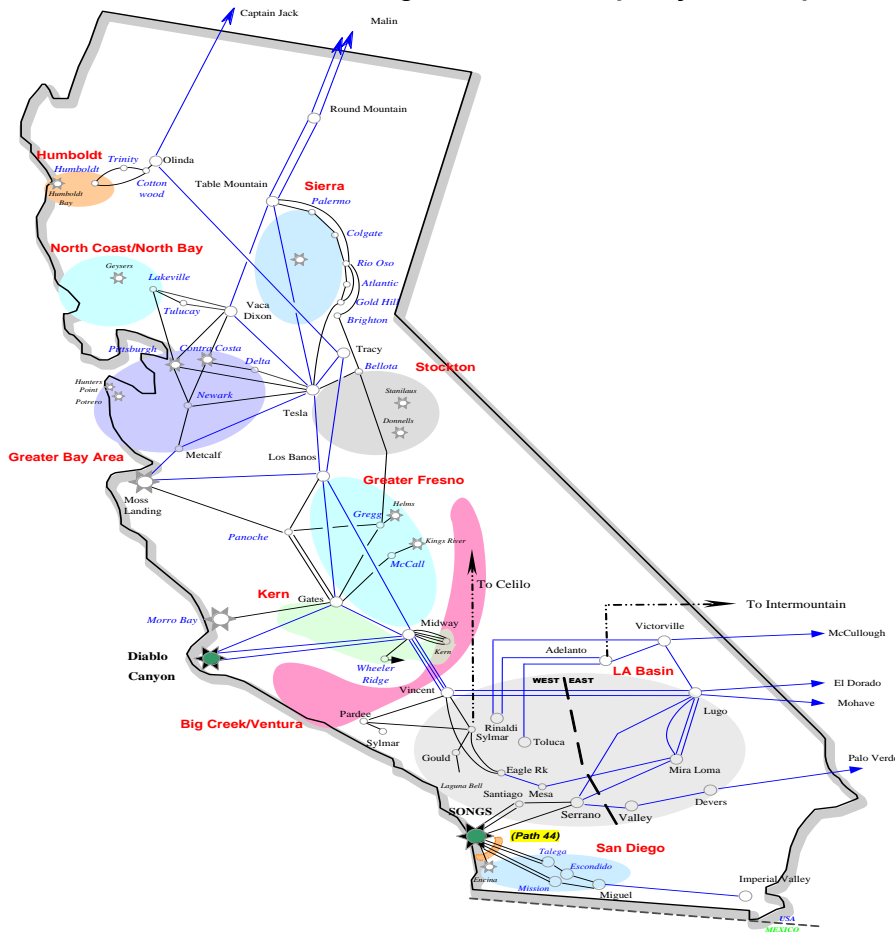 Captain Jack
Malin
Round Mountain
Humboldt
Trinity
Olinda
Humboldt
Cotton
wood
Humboldt
Bay
Table Mountain
Sierra
Palermo
Colgate
North Coast/North Bay
Geysers
Lakeville
Rio Oso
Atlantic
Gold Hill
Tulucay
Vaca
Dixon
Brighton
Pittsburgh
Contra Costa
Delta
Tracy
Bellota
Stockton
Hunters
Point
Potrero
Newark
Stanilaus
Tesla
Donnells
Greater Bay Area
Metcalf
Los Banos
Moss
Landing
Greater Fresno
Helms
Gregg
Panoche
Kings River
McCall
To Celilo
Kern
Gates
To Intermountain
Morro Bay
Midway
Victorville
McCullough
Kern
Adelanto
Diablo
Canyon
Wheeler
Ridge
LA Basin
WEST
EAST
El Dorado
Vincent
Mohave
Lugo
Big Creek/Ventura
Pardee
Rinaldi
Sylmar
Sylmar
Toluca
Gould
Palo Verde
Eagle Rk
Mira Loma
Laguna Bell
Mesa
Santiago
Devers
SONGS
Serrano
Valley
(Path 44)
San Diego
Talega
Escondido
Encina
Mission
Miguel
Imperial Valley
USA
MEXICO